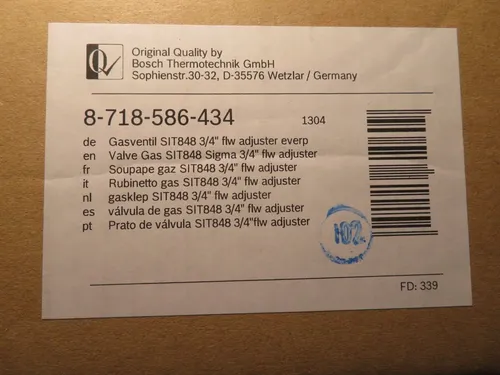 Original Quality by
Bosch Thermotechnik GmbH
Sophienstr.30-32, D-35576 Wetzlar / Germany
8-718-586-434 1304
de Gasventil SIT848 3/4" flw adjuster everp
en Valve Gas SIT848 Sigma 3/4" flw adjuster
fr Soupape gaz SIT848 3/4" flw adjuster
it Rubinetto gas SIT848 3/4" flw adjuster
nl gasklep SIT848 3/4" flw adjuster
es válvula de gas SIT848 3/4" flw adjuster
pt Prato de válvula SIT848 3/4"flw adjuster
102.
FD: 339